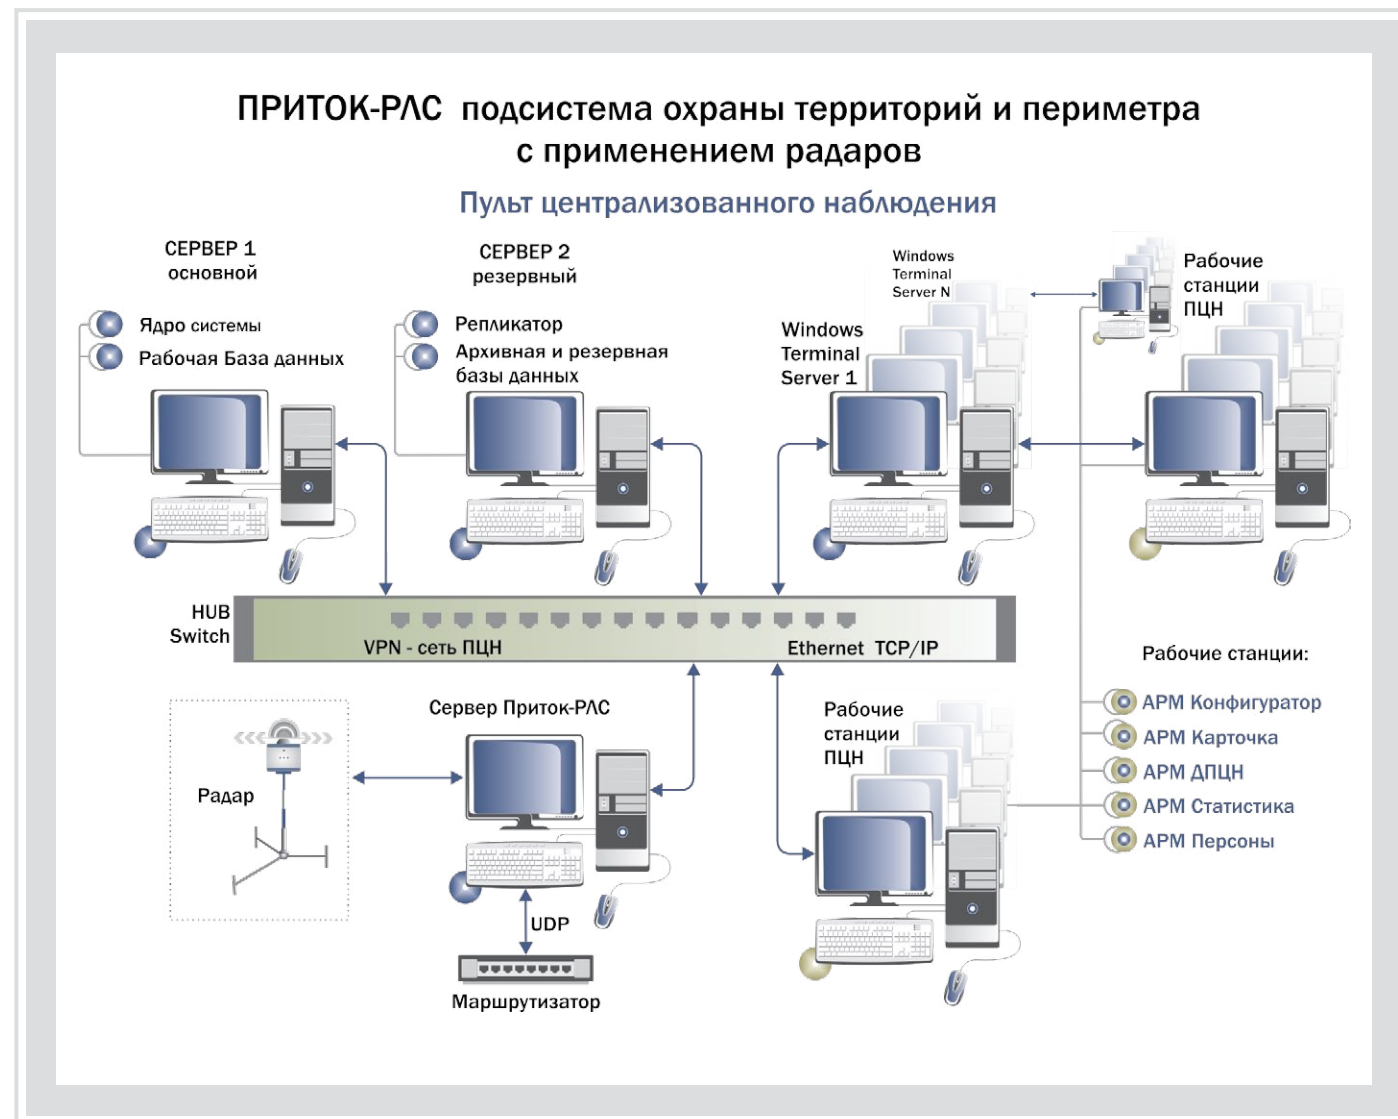 ПРИТОК-РЛС подсистема охраны территорий и периметра
с применением радаров
Пульт централизованного наблюдения
СЕРВЕР 1
основной
Ядро системы
Рабочая База данных
СЕРВЕР 2
резервный
Репликатор
Архивная и резервная
базы данных
Windows
Terminal
Server N
Windows
Terminal
Server 1
Рабочие
станции
ПЦН
HUB
Switch
VPN - сеть ПЦН
Ethernet TCP/IP
Радар
Сервер Приток-РЛС
UDP
Маршрутизатор
Рабочие
станции
ПЦН
Рабочие станции:
АРМ Конфигуратор
АРМ Карточка
АРМ ДПЦН
АРМ Статистика
АРМ Персоны